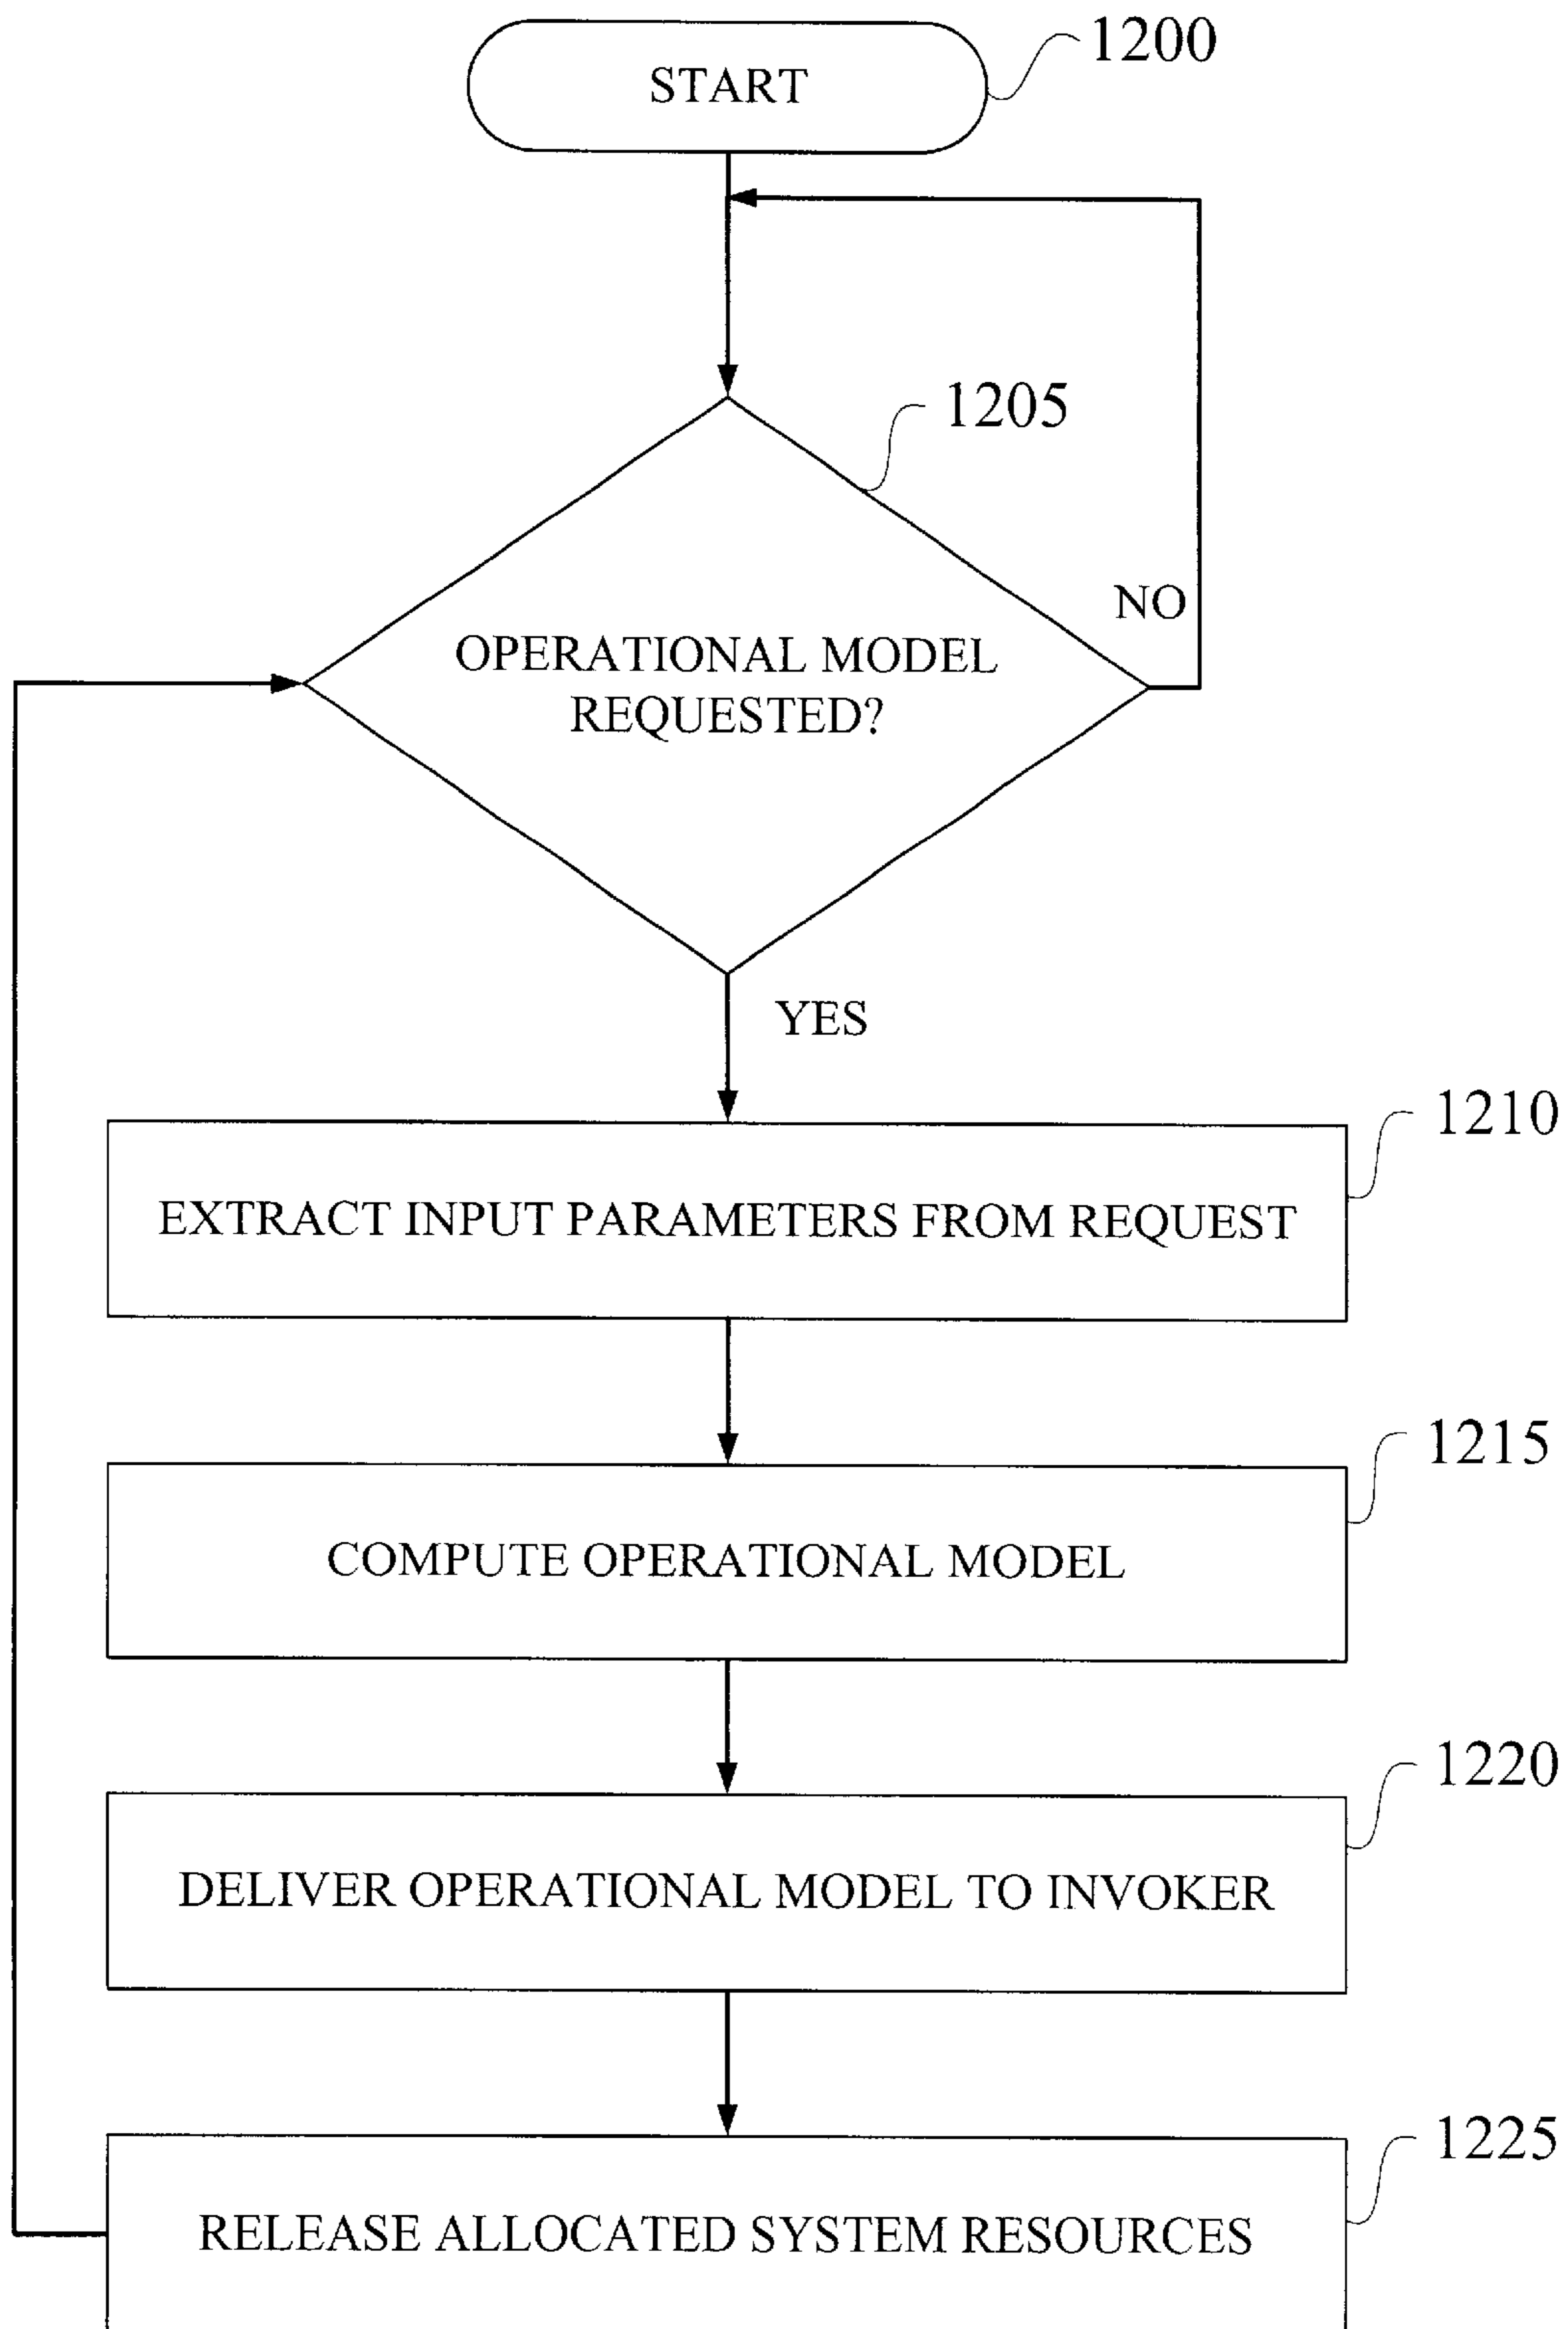 START
1200
1205
NO
OPERATIONAL MODEL
REQUESTED?
YES
1210
EXTRACT INPUT PARAMETERS FROM REQUEST
1215
COMPUTE OPERATIONAL MODEL
1220
DELIVER OPERATIONAL MODEL TO INVOKER
1225
RELEASE ALLOCATED SYSTEM RESOURCES